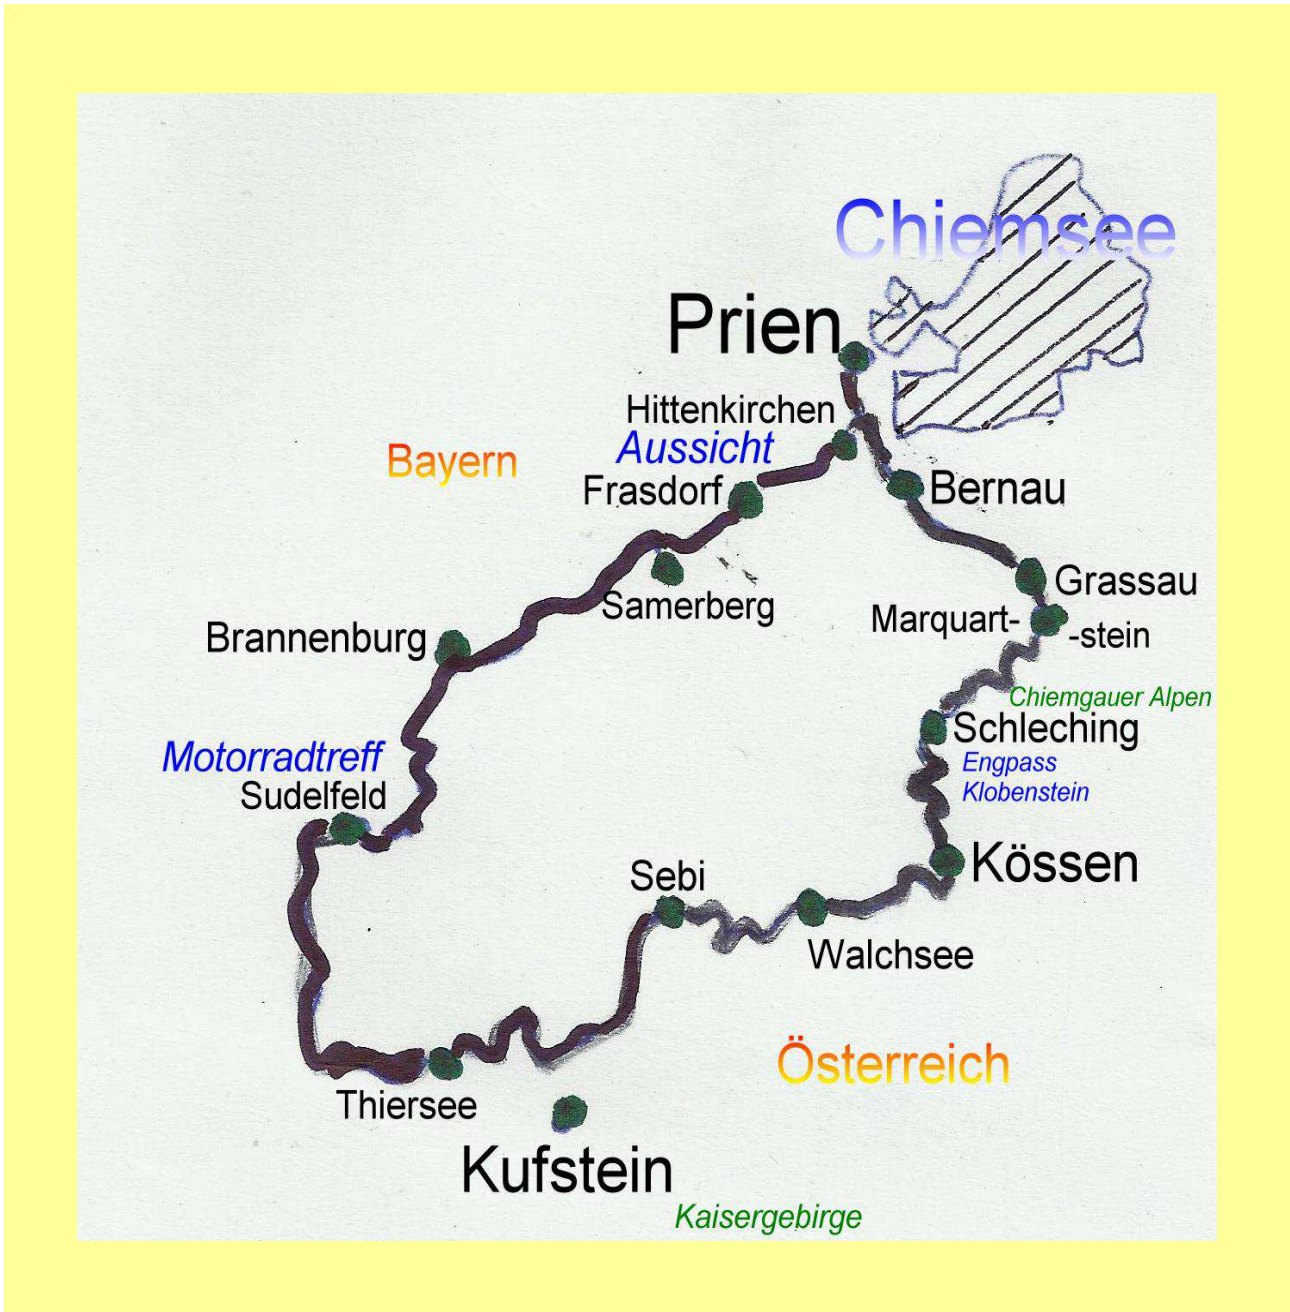 Chiemsee
Prien
Hittenkirchen
Aussicht
Bayern
Frasdorf
Bernau
Grassau
Samerberg
Marquart-
-stein
Brannenburg
Chiemgauer Alpen
Schleching
Motorradtreff
Engpass
Klobenstein
Sudelfeld
Kössen
Sebi
Walchsee
Österreich
Thiersee
Kufstein
Kaisergebirge